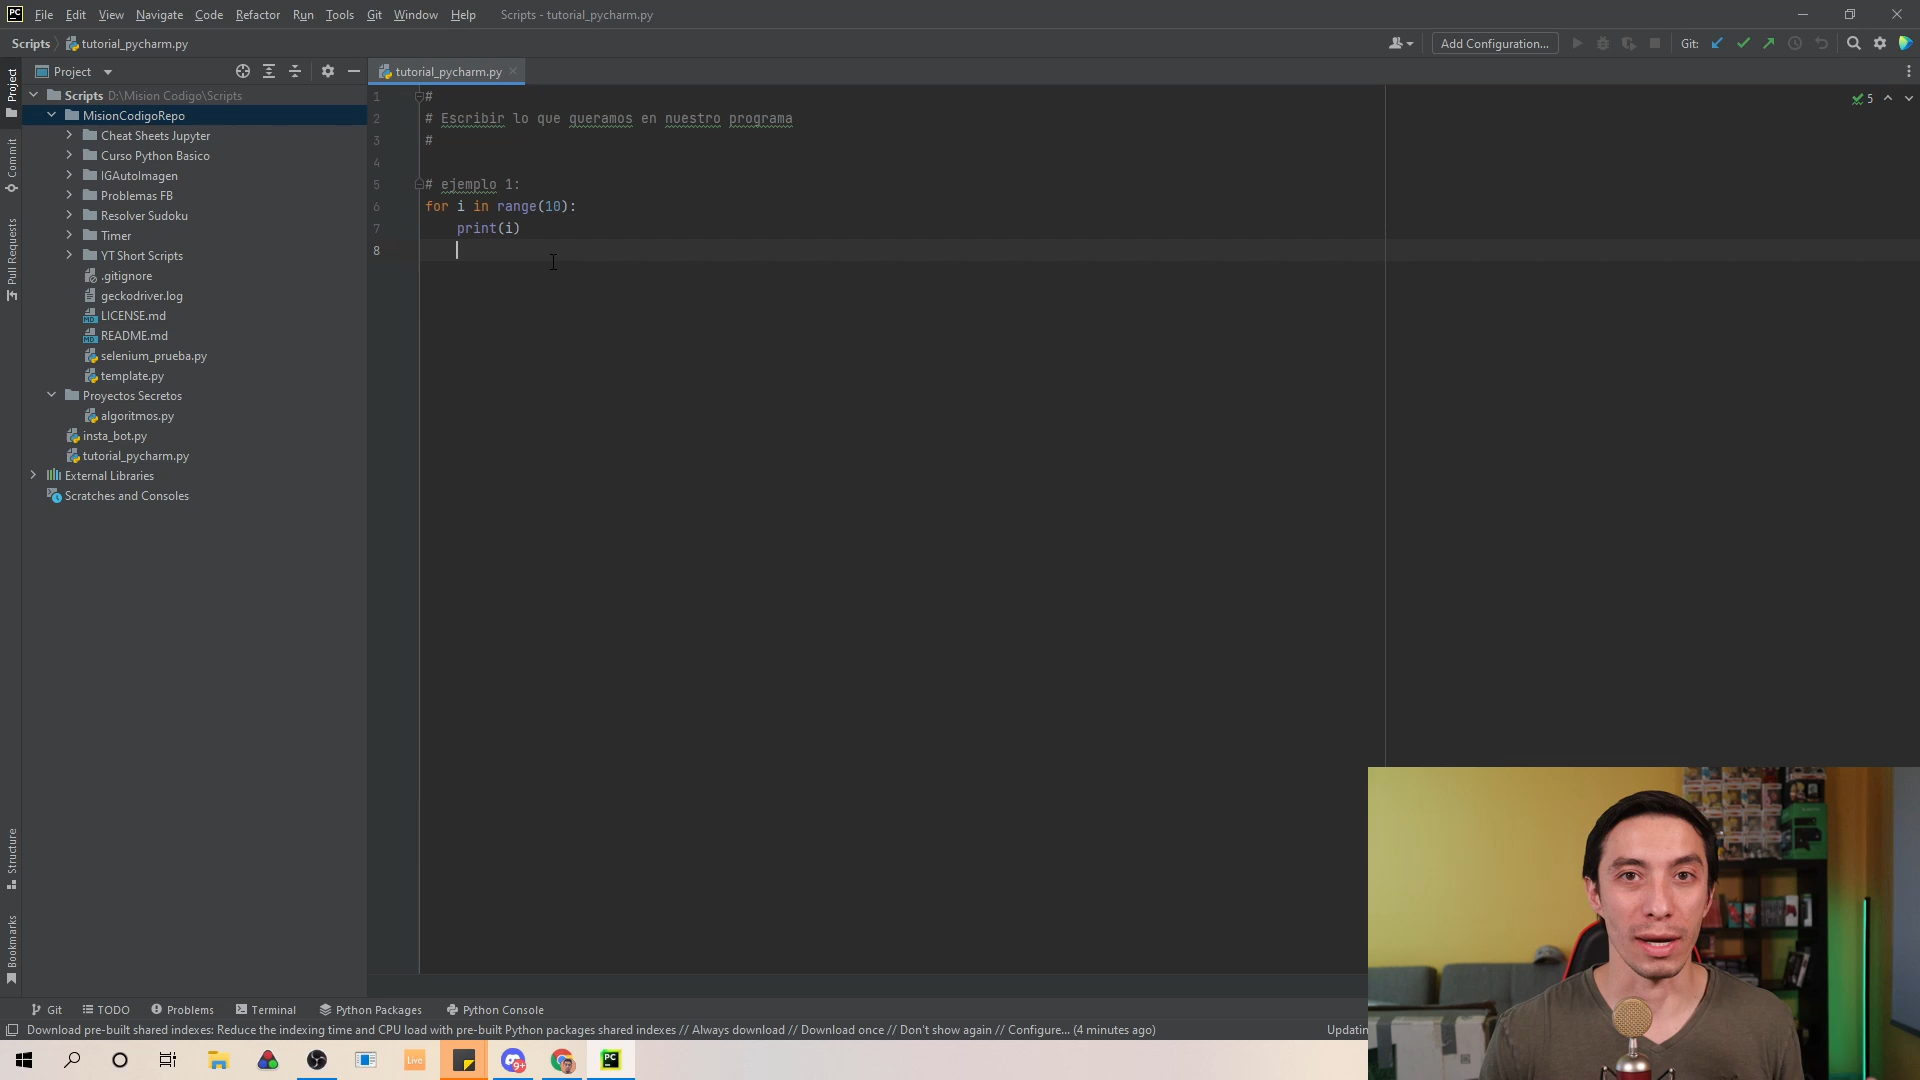 PC File Edit View Navigate Code Refactor Run Tools Git Window Help Scripts - tutorial_pycharm.py
Scripts tutorial_pycharm.py Add Configuration... Git:
Project tutorial_pycharm.py
Scripts D:\Mision Codigo\Scripts
MisionCodigoRepo
Cheat Sheets Jupyter
Curso Python Basico
IGAutoImagen
Problemas FB
Resolver Sudoku
Timer
YT Short Scripts
.gitignore
geckodriver.log
LICENSE.md
README.md
selenium_prueba.py
template.py
Proyectos Secretos
algoritmos.py
insta_bot.py
tutorial_pycharm.py
External Libraries
Scratches and Consoles
Project
Commit
Pull Requests
Structure
Bookmarks
1 #
2 # Escribir lo que queramos en nuestro programa
3 #
4
5 # ejemplo 1:
6 for i in range(10):
7 print(i)
8
5
Git TODO Problems Terminal Python Packages Python Console
Download pre-built shared indexes: Reduce the indexing time and CPU load with pre-built Python packages shared indexes // Always download // Download once // Don't show again // Configure... (4 minutes ago) Updatin
Live 9+ PC